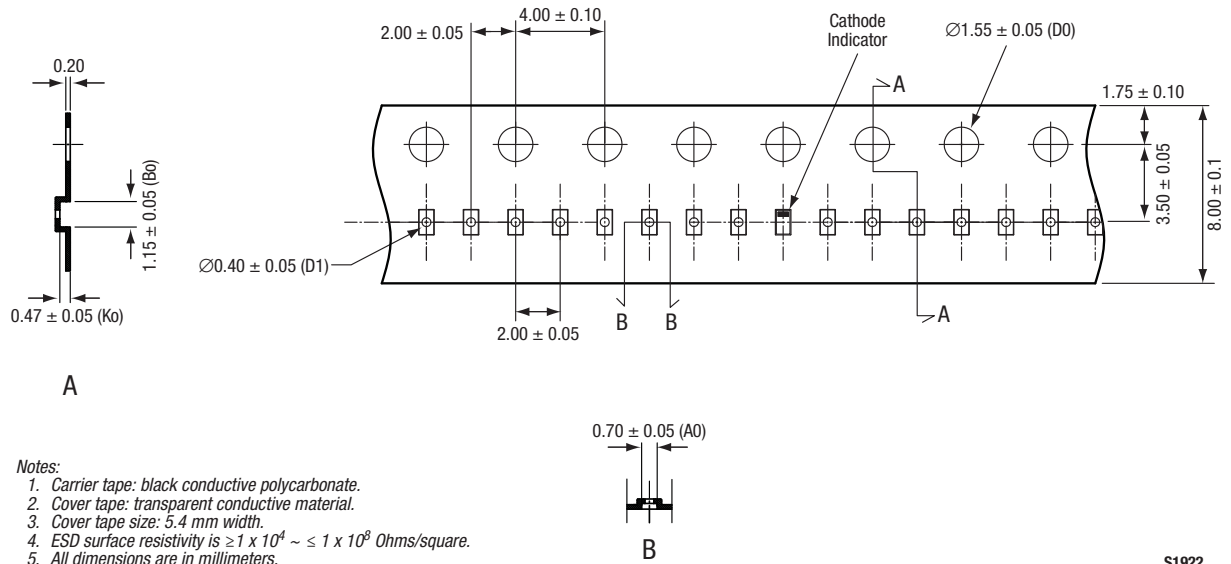 4.00 ± 0.10
2.00 ± 0.05
Cathode
Indicator
Ø1.55 ± 0.05 (D0)
0.20
A
1.75 ± 0.10
1.15 ± 0.05 (Bo)
3.50 ± 0.05
8.00 ± 0.1
Ø0.40 ± 0.05 (D1)
0.47 ± 0.05 (Ko)
B
B
A
2.00 ± 0.05
A
0.70 ± 0.05 (A0)
B
Notes:
1. Carrier tape: black conductive polycarbonate.
2. Cover tape: transparent conductive material.
3. Cover tape size: 5.4 mm width.
4. ESD surface resistivity is ≥1 x 10⁴ ~ ≤ 1 x 10⁸ Ohms/square.
5. All dimensions are in millimeters.
S1922